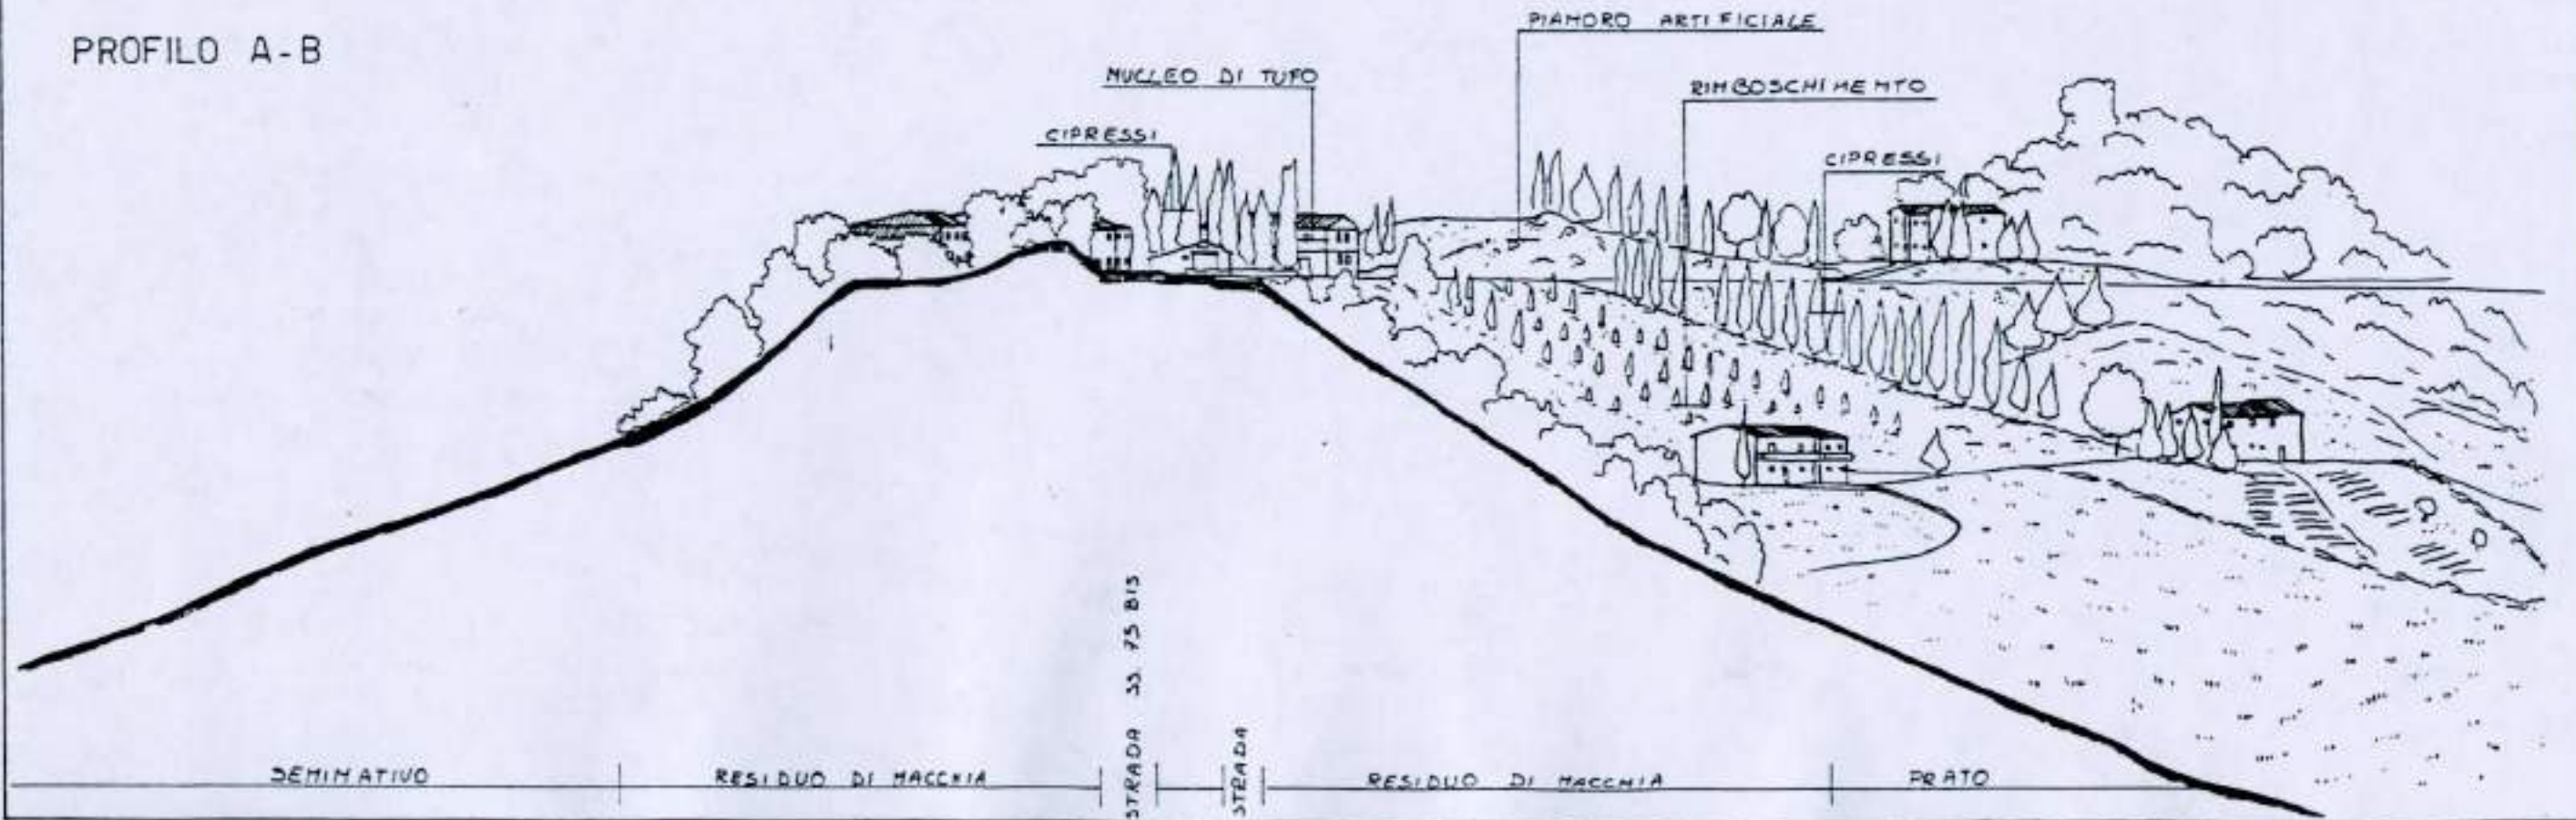 PROFILO A-B
PIANORO ARTIFICIALE
NUCLEO DI TUFO
RIMBOSCHIMENTO
CIPRESSI
CIPRESSI
SEMINATIVO
RESIDUO DI MACCHIA
STRADA SS. 75 BIS
STRADA
RESIDUO DI MACCHIA
PRATO